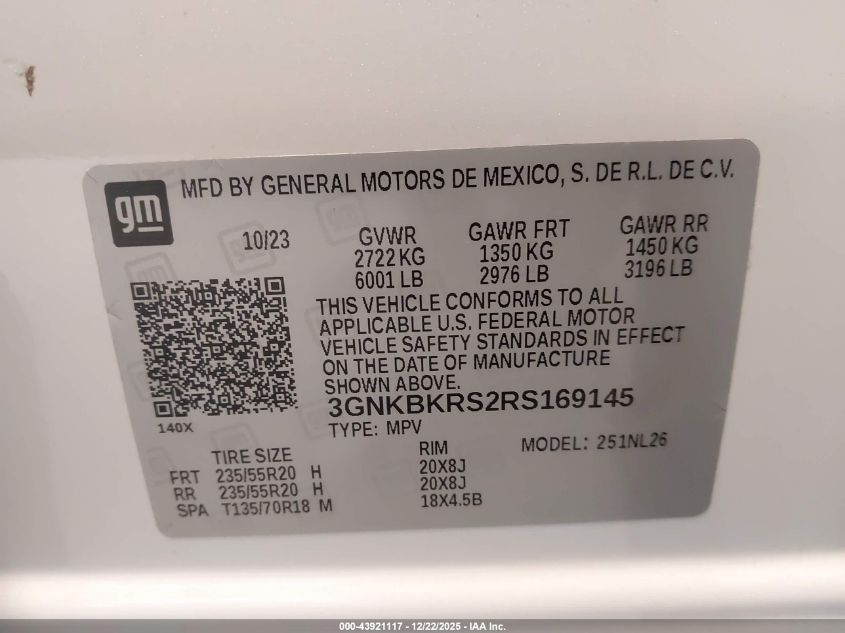 gm
MFD BY GENERAL MOTORS DE MEXICO, S. DE R.L. DE C.V.
10/23 GVWR GAWR FRT GAWR RR
2722 KG 1350 KG 1450 KG
6001 LB 2976 LB 3196 LB
THIS VEHICLE CONFORMS TO ALL
APPLICABLE U.S. FEDERAL MOTOR
VEHICLE SAFETY STANDARDS IN EFFECT
ON THE DATE OF MANUFACTURE
SHOWN ABOVE.
3GNKBKRS2RS169145
140X
TYPE: MPV
TIRE SIZE RIM MODEL: 251NL26
FRT 235/55R20 H 20X8J
RR 235/55R20 H 20X8J
SPA T135/70R18 M 18X4.5B
000-43921117 - 12/22/2025 - IAA Inc.